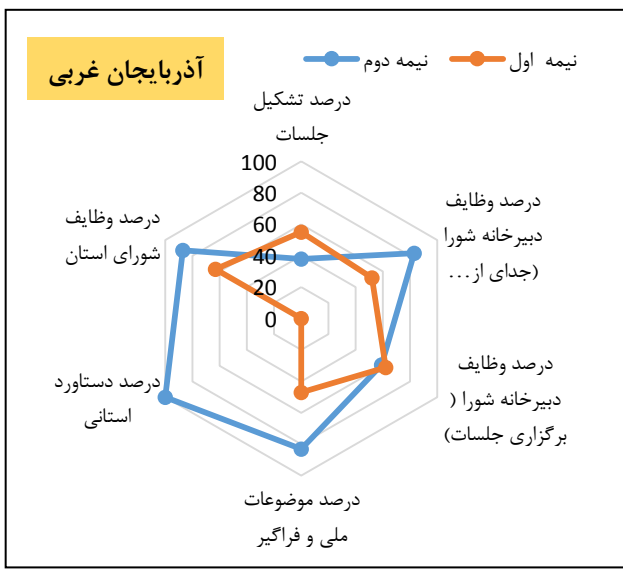 آذربایجان غربی
نیمه اول
نیمه دوم
درصد تشکیل
جلسات
100
80
60
40
20
0
درصد وظایف
دبیرخانه شورا
(جدای از...
درصد وظایف
دبیرخانه شورا (
برگزاری جلسات)
درصد موضوعات
ملی و فراگیر
درصد دستاورد
استانی
درصد وظایف
شورای استان